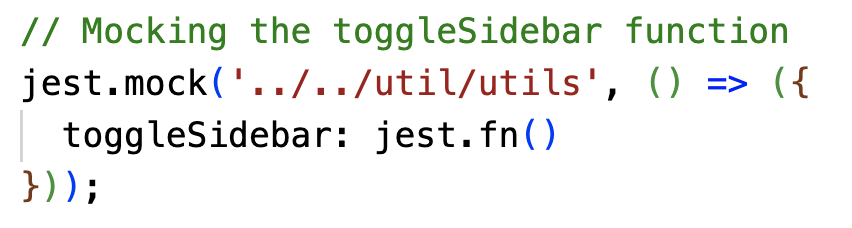 // Mocking the toggleSidebar function
jest.mock('../../util/utils', () => ({
  toggleSidebar: jest.fn()
}));